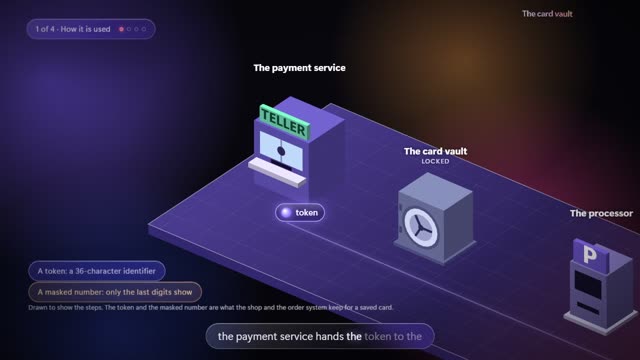 The card vault
1 of 4 · How it is used
The payment service
TELLER
The card vault
LOCKED
token
The processor
P
A token: a 36-character identifier
A masked number: only the last digits show
Drawn to show the steps. The token and the masked number are what the shop and the order system keep for a saved card.
the payment service hands the token to the